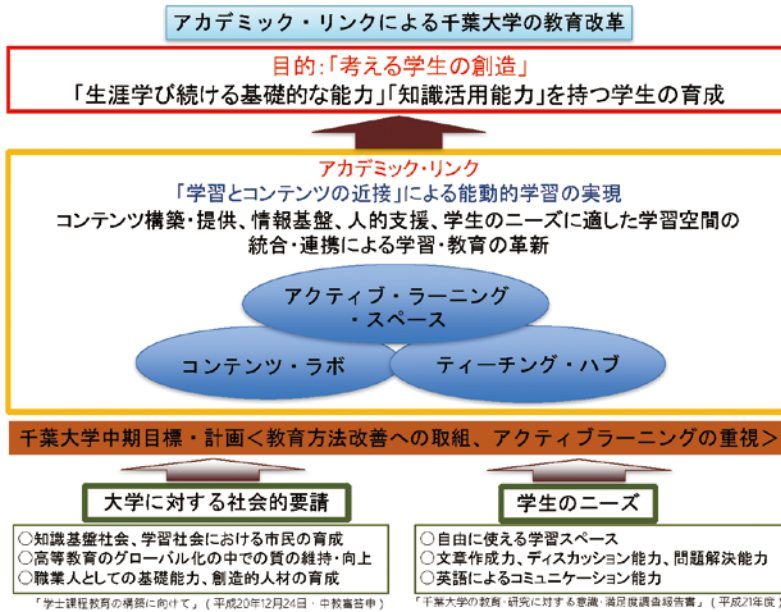 アカデミック・リンクによる千葉大学の教育改革
目的:「考える学生の創造」
「生涯学び続ける基礎的な能力」「知識活用能力」を持つ学生の育成
アカデミック・リンク
「学習とコンテンツの近接」による能動的学習の実現
コンテンツ構築・提供、情報基盤、人的支援、学生のニーズに適した学習空間の
統合・連携による学習・教育の革新
アクティブ・ラーニング
・スペース
コンテンツ・ラボ
ティーチング・ハブ
千葉大学中期目標・計画<教育方法改善への取組、アクティブラーニングの重視>
大学に対する社会的要請
○知識基盤社会、学習社会における市民の育成
○高等教育のグローバル化の中での質の維持・向上
○職業人としての基礎能力、創造的人材の育成
「学士課程教育の構築に向けて」(平成20年12月24日・中教審答申)
学生のニーズ
○自由に使える学習スペース
○文章作成力、ディスカッション能力、問題解決能力
○英語によるコミュニケーション能力
「千葉大学の教育・研究に対する意識・満足度調査報告書」(平成21年度)